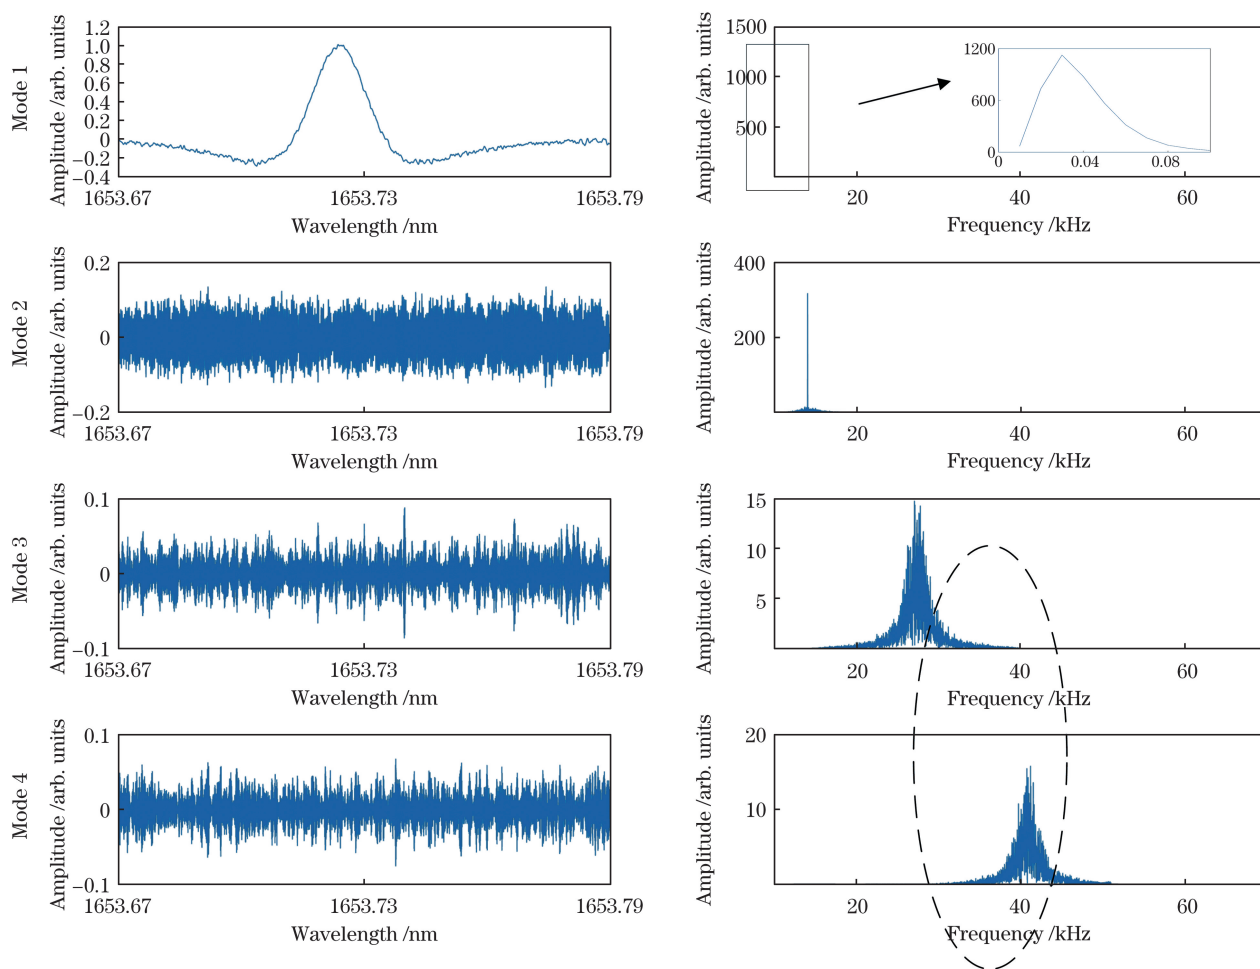 Mode 1
Amplitude /arb. units
1.2
1.0
0.8
0.6
0.4
0.2
0
−0.2
−0.4
1653.67 1653.73 1653.79
Wavelength /nm
Amplitude /arb. units
1500
1000
500
20 40 60
Frequency /kHz
1200
600
0
0 0.04 0.08
Mode 2
Amplitude /arb. units
0.2
0
−0.2
1653.67 1653.73 1653.79
Wavelength /nm
Amplitude /arb. units
400
200
20 40 60
Frequency /kHz
Mode 3
Amplitude /arb. units
0.1
0
−0.1
1653.67 1653.73 1653.79
Wavelength /nm
Amplitude /arb. units
15
10
5
20 40 60
Frequency /kHz
Mode 4
Amplitude /arb. units
0.1
0
−0.1
1653.67 1653.73 1653.79
Wavelength /nm
Amplitude /arb. units
20
10
20 40 60
Frequency /kHz